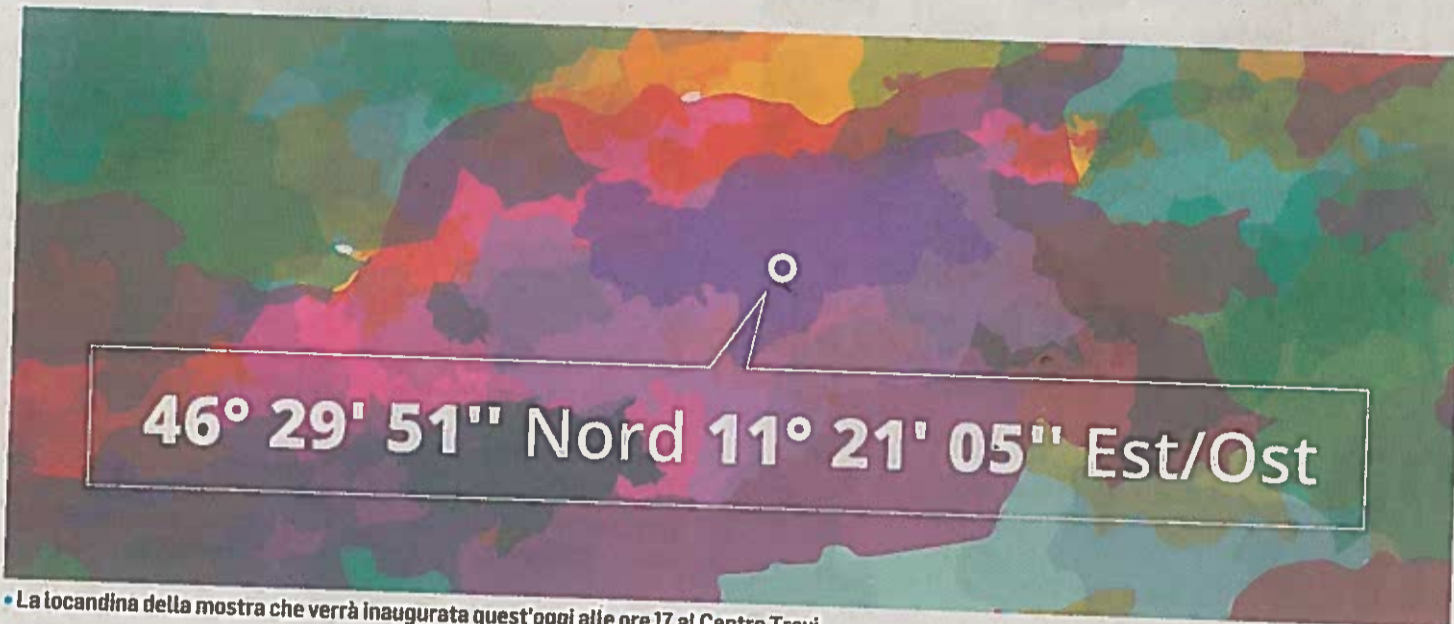 46° 29' 51'' Nord 11° 21' 05'' Est/Ost
• La locandina della mostra che verrà inaugurata quest'oggi alle ore 17 al Centro Trevi